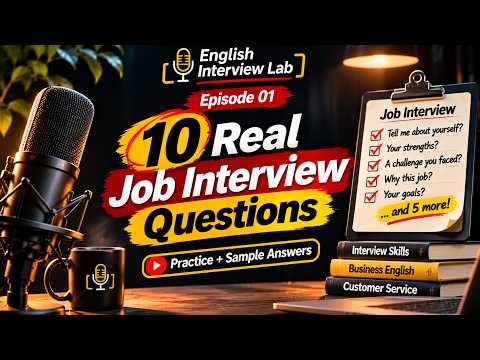 English
Interview Lab
Episode 01
10 Real
Job Interview
Questions
Practice + Sample Answers
Job Interview
Tell me about yourself?
Your strengths?
A challenge you faced?
Why this job?
Your goals?
... and 5 more!
Interview Skills
Business English
Customer Service